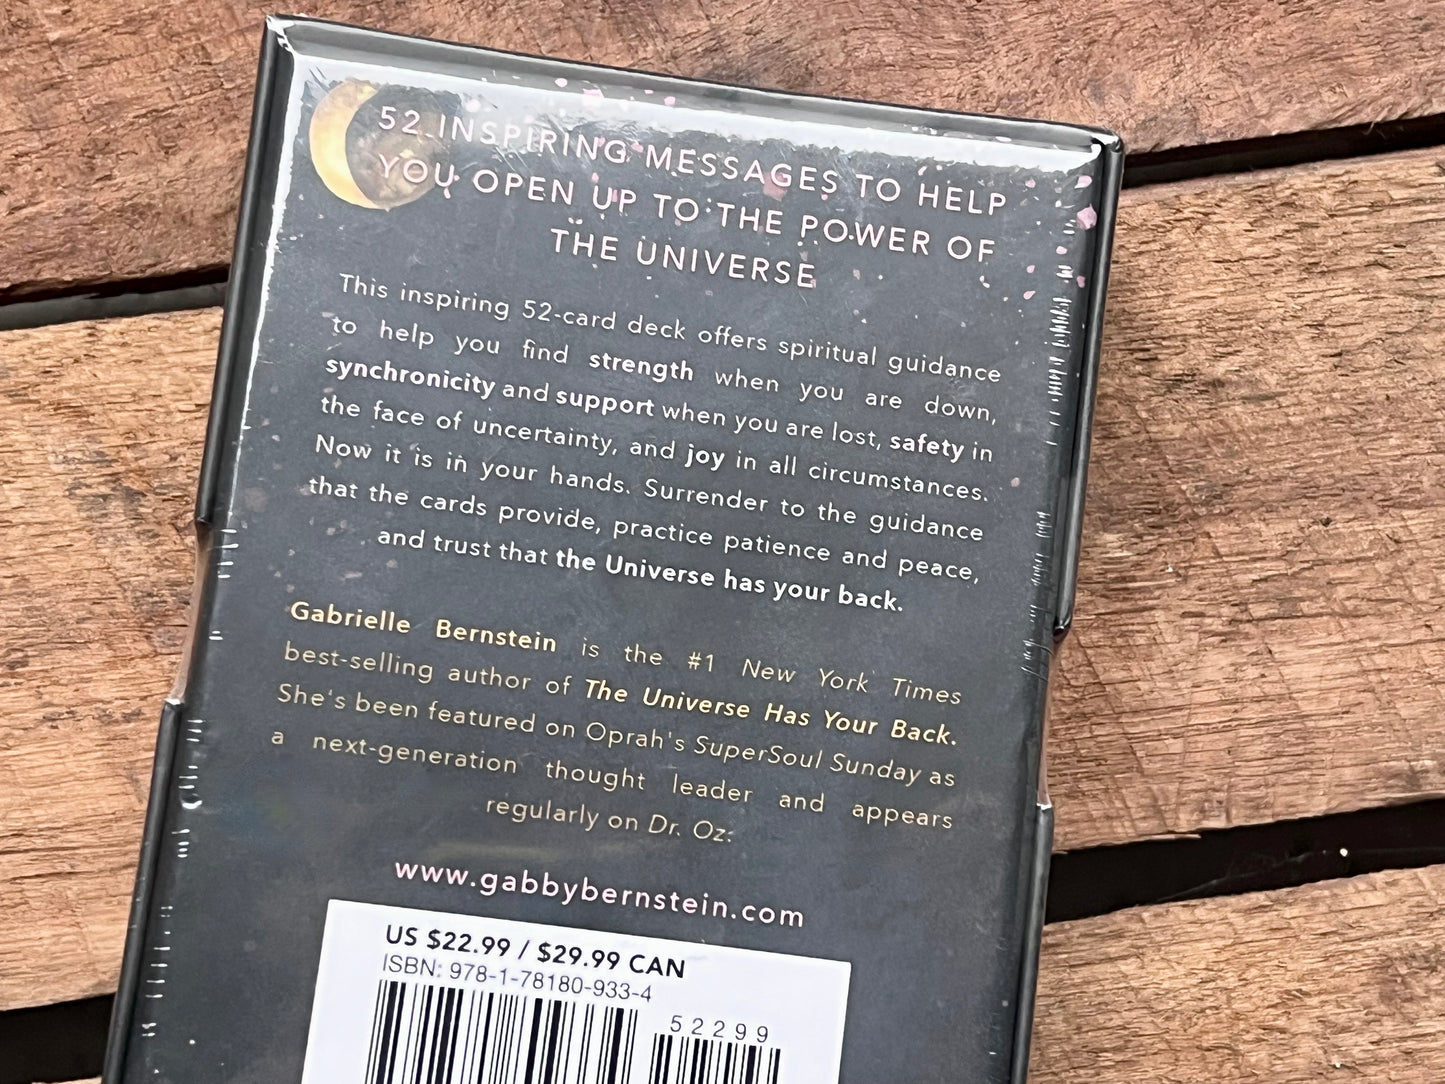 52 INSPIRING MESSAGES TO HELP
YOU OPEN UP TO THE POWER OF
THE UNIVERSE
This inspiring 52-card deck offers spiritual guidance
to help you find strength when you are down,
synchronicity and support when you are lost, safety in
the face of uncertainty, and joy in all circumstances.
Now it is in your hands. Surrender to the guidance
that the cards provide, practice patience and peace,
and trust that the Universe has your back.
Gabrielle Bernstein is the #1 New York Times
best-selling author of The Universe Has Your Back.
She's been featured on Oprah's SuperSoul Sunday as
a next-generation thought leader and appears
regularly on Dr. Oz.
www.gabbybernstein.com
US $22.99 / $29.99 CAN
ISBN: 978-1-78180-933-4
52299